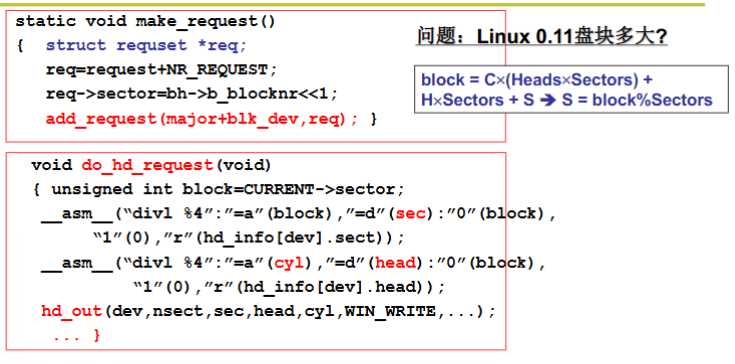 static void make_request()
{ struct requset *req;
req=request+NR_REQUEST;
req->sector=bh->b_blocknr<<1;
add_request(major+blk_dev,req); }
问题：Linux 0.11盘块多大?
block = C×(Heads×Sectors) +
H×Sectors + S ➔ S = block%Sectors
void do_hd_request(void)
{ unsigned int block=CURRENT->sector;
__asm__(“divl %4”:”=a”(block),”=d”(sec):”0”(block),
“1”(0),”r”(hd_info[dev].sect));
__asm__(“divl %4”:”=a”(cyl),”=d”(head):”0”(block),
“1”(0),”r”(hd_info[dev].head));
hd_out(dev,nsect,sec,head,cyl,WIN_WRITE,...);
... }